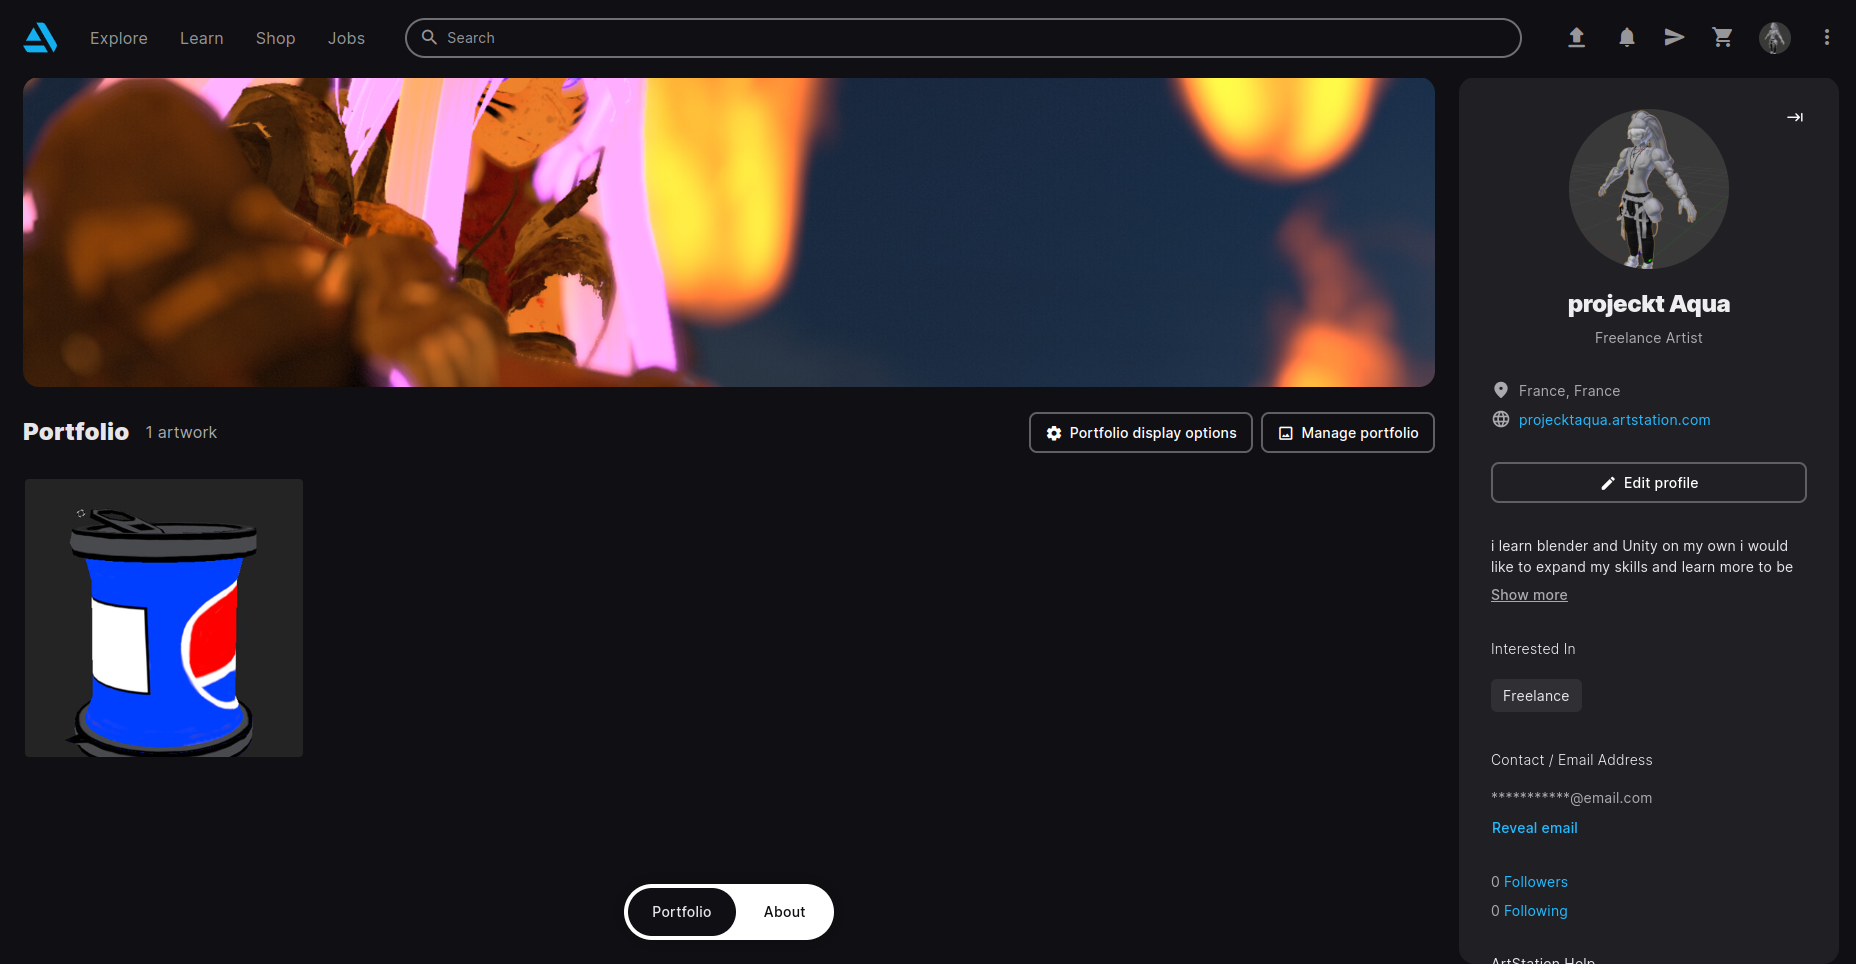 Explore
Learn
Shop
Jobs
Search
projeckt Aqua
Freelance Artist
France, France
projecktaqua.artstation.com
Edit profile
i learn blender and Unity on my own i would
like to expand my skills and learn more to be
Show more
Interested In
Freelance
Contact / Email Address
***********@email.com
Reveal email
0 Followers
0 Following
ArtStation Help
Portfolio 1 artwork
Portfolio display options
Manage portfolio
Portfolio
About